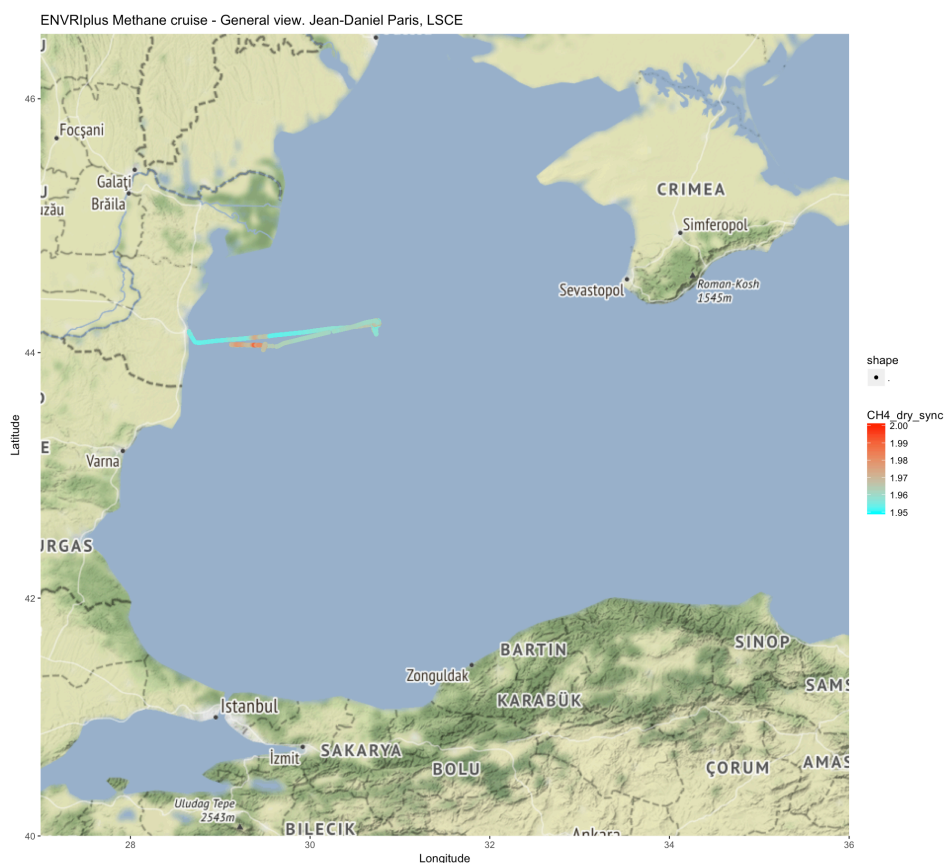 ENVRIplus Methane cruise - General view. Jean-Daniel Paris, LSCE
46
44
42
40
28
30
32
34
36
Latitude
Longitude
Focşani
Galaţi
Brăila
uzău
CRIMEA
Simferopol
Sevastopol
Roman-Kosh
1545m
Varna
URGAS
Zonguldak
BARTIN
SINOP
KARABÜK
SAMS
Istanbul
İzmit
SAKARYA
BOLU
ÇORUM
AMAS
Uludag Tepe
2543m
BILECIK
Ankara
shape
.
CH4_dry_sync
2.00
1.99
1.98
1.97
1.96
1.95